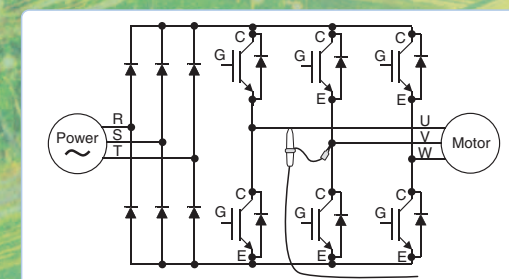 C C C
G G G
E E
R U
Power S V Motor
T W
C C C
G G G
E E E